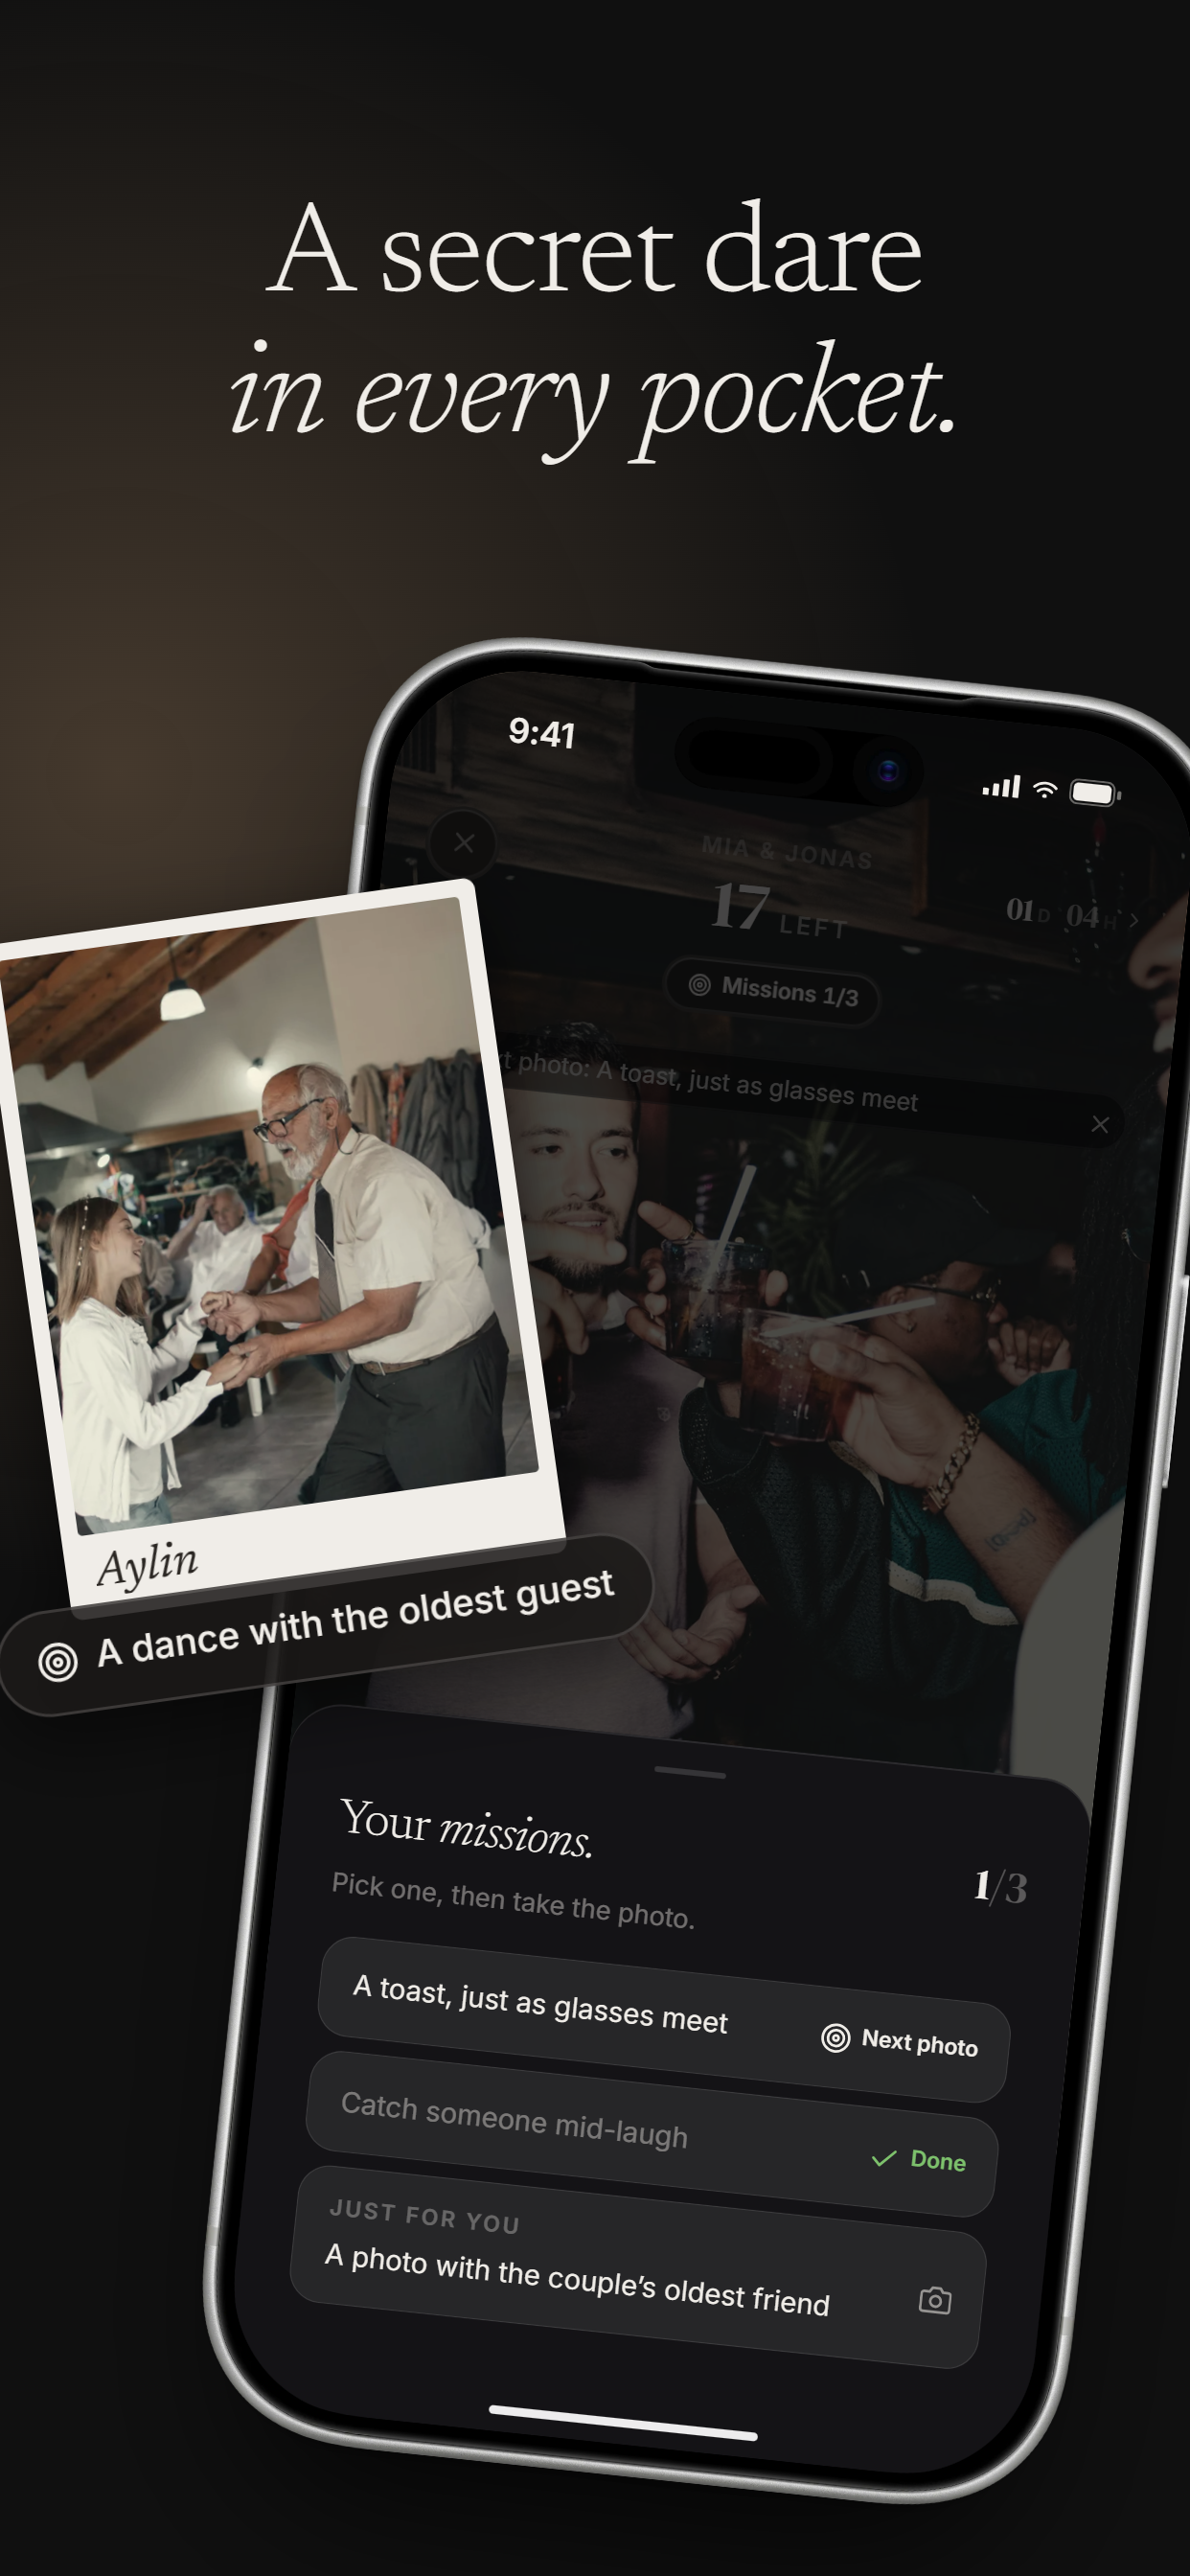 A secret dare
in every pocket.
9:41
MIA & JONAS
17 LEFT
01D 04H
Missions 1/3
photo: A toast, just as glasses meet
Aylin
A dance with the oldest guest
Your missions.
1/3
Pick one, then take the photo.
A toast, just as glasses meet
Next photo
Catch someone mid-laugh
Done
JUST FOR YOU
A photo with the couple’s oldest friend